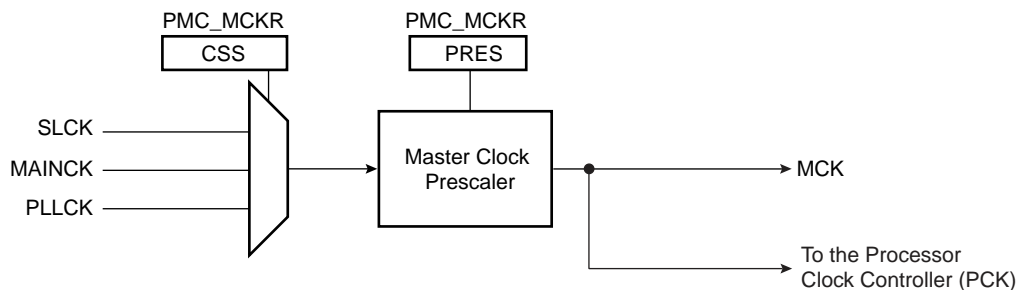 PMC_MCKR
CSS
PMC_MCKR
PRES
SLCK
MAINCK
PLLCK
Master Clock
Prescaler
MCK
To the Processor
Clock Controller (PCK)